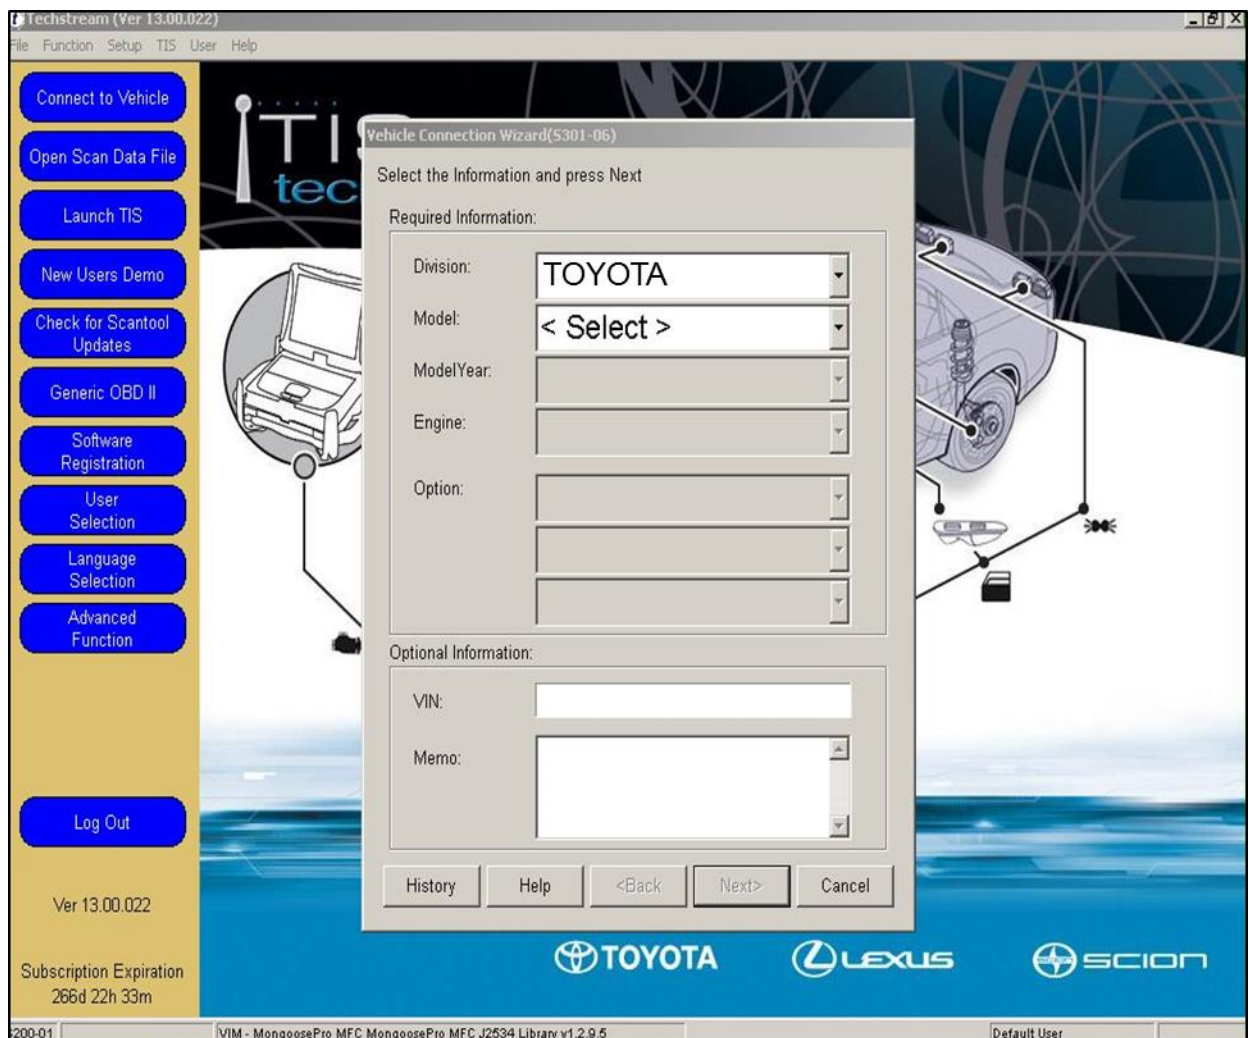 Techstream (Ver 13.00.022)
File Function Setup TIS User Help
Connect to Vehicle
Open Scan Data File
Launch TIS
New Users Demo
Check for Scantool
Updates
Generic OBD II
Software
Registration
User
Selection
Language
Selection
Advanced
Function
Log Out
Ver 13.00.022
Subscription Expiration
266d 22h 33m
TIS
tec
Vehicle Connection Wizard(S301-06)
Select the Information and press Next
Required Information:
Division: TOYOTA
Model: < Select >
ModelYear:
Engine:
Option:
Optional Information:
VIN:
Memo:
History Help <Back Next> Cancel
TOYOTA LEXUS SCION
S200-01 VIM - MongoosePro MFC MongoosePro MFC J2534 Library v1.2.9.5 Default User